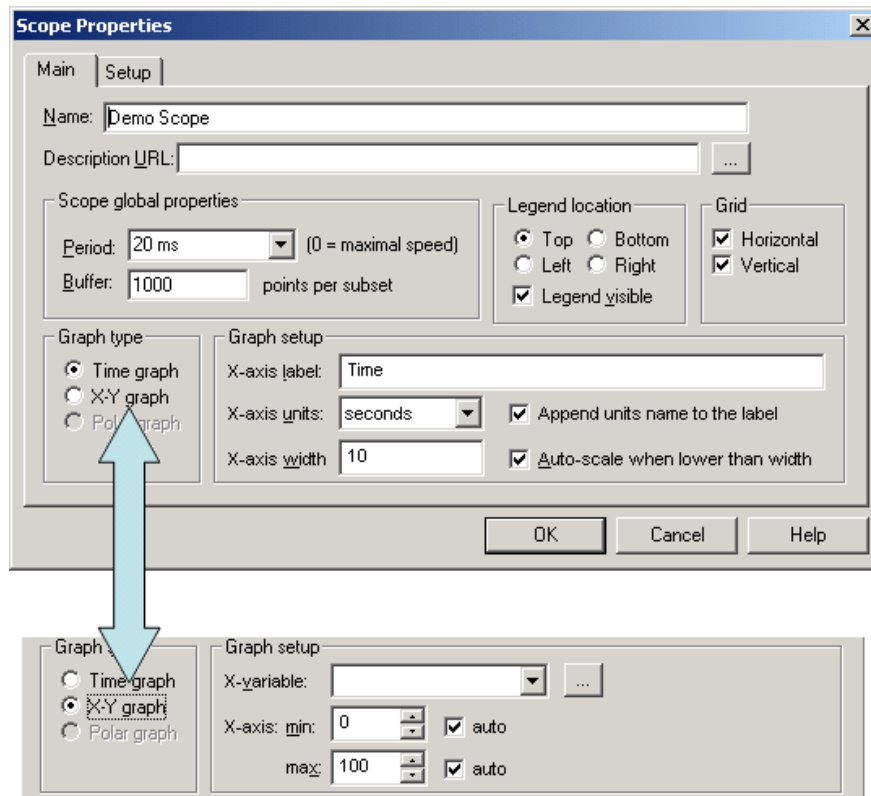 Scope Properties
Main Setup
Name: Demo Scope
Description URL: ...
Scope global properties
Period: 20 ms (0 = maximal speed)
Buffer: 1000 points per subset
Legend location
Top Bottom
Left Right
Legend visible
Grid
Horizontal
Vertical
Graph type
Time graph
X-Y graph
Polar graph
Graph setup
X-axis label: Time
X-axis units: seconds Append units name to the label
X-axis width 10 Auto-scale when lower than width
OK Cancel Help
Graph
Time graph
X-Y graph
Polar graph
Graph setup
X-variable: ...
X-axis: min: 0 auto
max: 100 auto